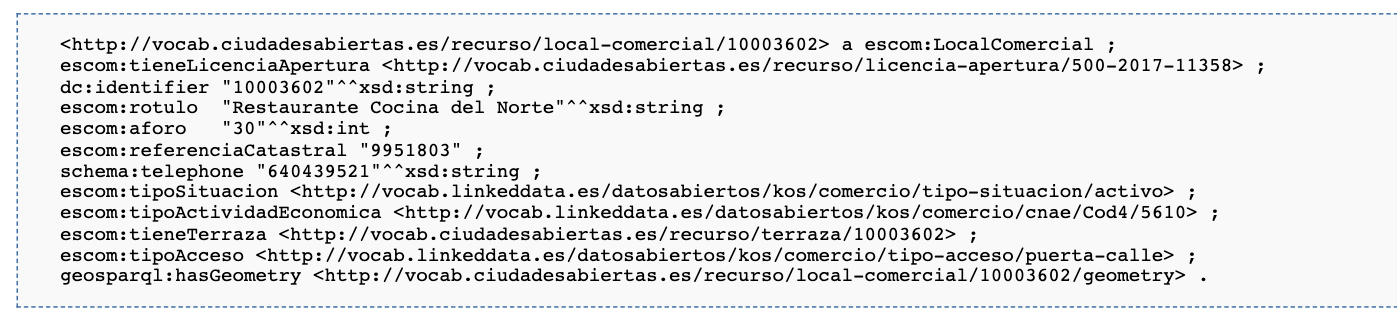 <http://vocab.ciudadesabiertas.es/recurso/local-comercial/10003602> a escom:LocalComercial ;
escom:tieneLicenciaApertura <http://vocab.ciudadesabiertas.es/recurso/licencia-apertura/500-2017-11358> ;
dc:identifier "10003602"^^xsd:string ;
escom:rotulo  "Restaurante Cocina del Norte"^^xsd:string ;
escom:aforo   "30"^^xsd:int ;
escom:referenciaCatastral "9951803" ;
schema:telephone "640439521"^^xsd:string ;
escom:tipoSituacion <http://vocab.linkeddata.es/datosabiertos/kos/comercio/tipo-situacion/activo> ;
escom:tipoActividadEconomica <http://vocab.linkeddata.es/datosabiertos/kos/comercio/cnae/Cod4/5610> ;
escom:tieneTerraza <http://vocab.ciudadesabiertas.es/recurso/terraza/10003602> ;
escom:tipoAcceso <http://vocab.linkeddata.es/datosabiertos/kos/comercio/tipo-acceso/puerta-calle> ;
geosparql:hasGeometry <http://vocab.ciudadesabiertas.es/recurso/local-comercial/10003602/geometry> .